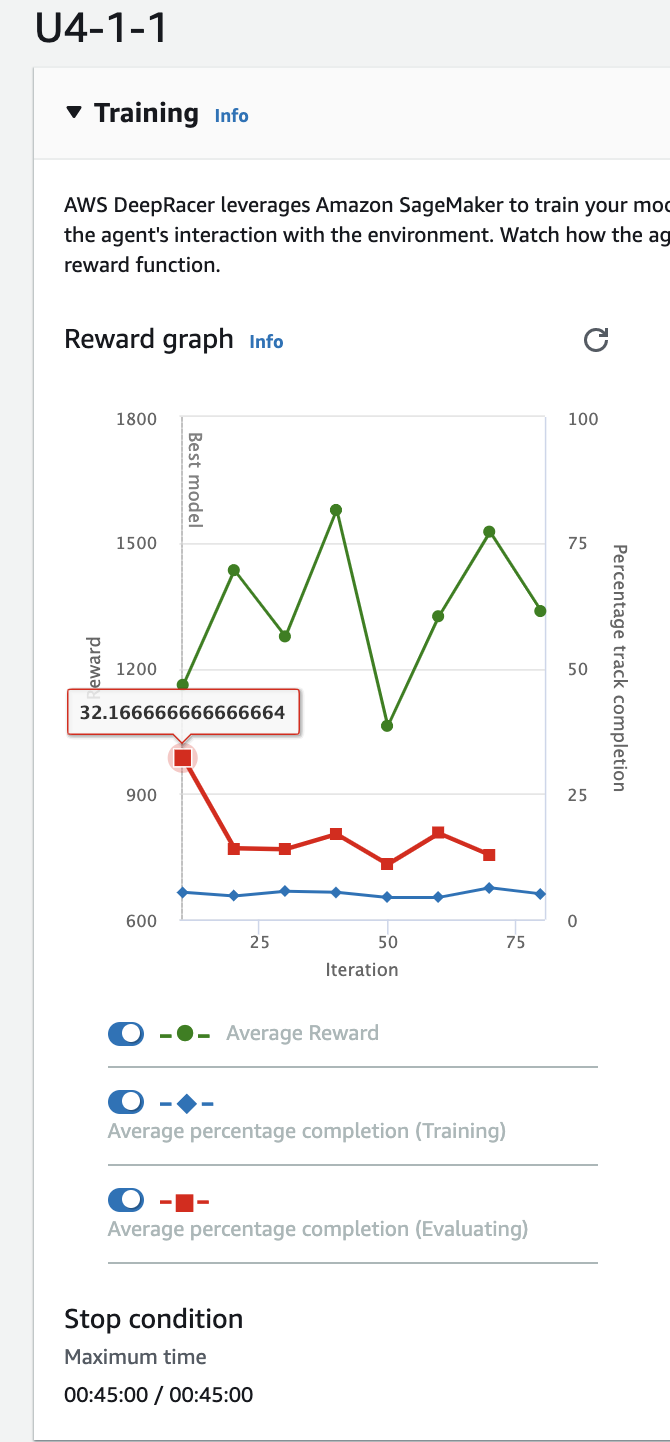 U4-1-1
Training Info
AWS DeepRacer leverages Amazon SageMaker to train your
the agent's interaction with the environment. Watch how the
reward function.
Reward graph Info
1800
100
Best model
1500
75
Percentage track completion
Reward
1200
50
32.166666666666664
900
25
600
0
25
50
75
Iteration
Average Reward
Average percentage completion (Training)
Average percentage completion (Evaluating)
Stop condition
Maximum time
00:45:00 / 00:45:00